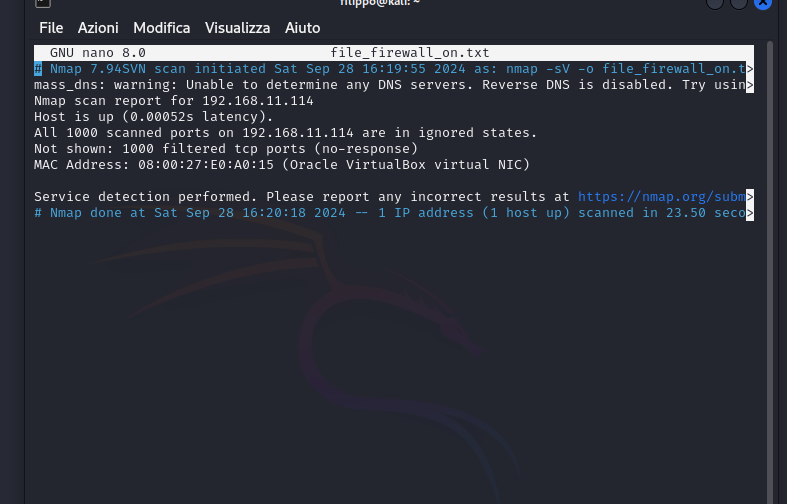 filippo@kali: ~
File Azioni Modifica Visualizza Aiuto
GNU nano 8.0 file_firewall_on.txt
# Nmap 7.94SVN scan initiated Sat Sep 28 16:19:55 2024 as: nmap -sV -o file_firewall_on.t>
mass_dns: warning: Unable to determine any DNS servers. Reverse DNS is disabled. Try usin>
Nmap scan report for 192.168.11.114
Host is up (0.00052s latency).
All 1000 scanned ports on 192.168.11.114 are in ignored states.
Not shown: 1000 filtered tcp ports (no-response)
MAC Address: 08:00:27:E0:A0:15 (Oracle VirtualBox virtual NIC)
Service detection performed. Please report any incorrect results at https://nmap.org/subm>
# Nmap done at Sat Sep 28 16:20:18 2024 -- 1 IP address (1 host up) scanned in 23.50 seco>